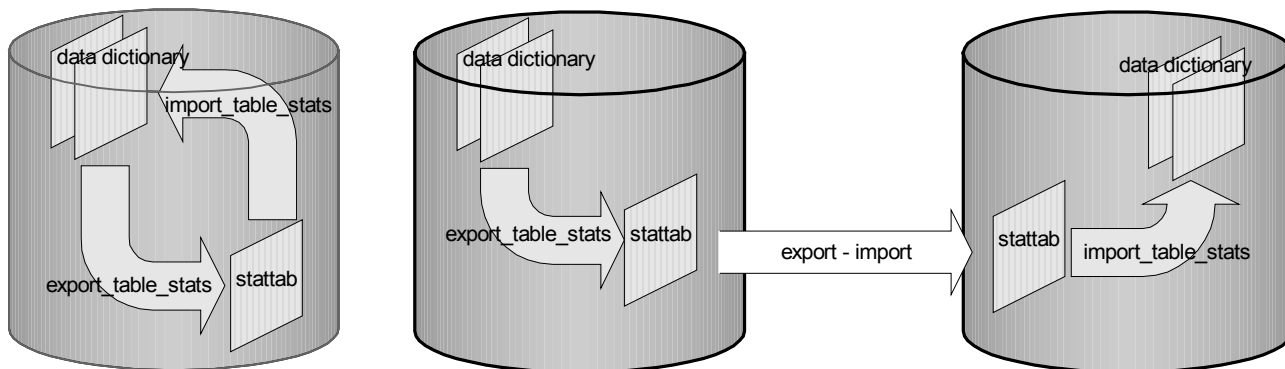 data dictionary
import_table_stats
export_table_stats
stattab
data dictionary
export_table_stats
stattab
export - import
data dictionary
stattab
import_table_stats